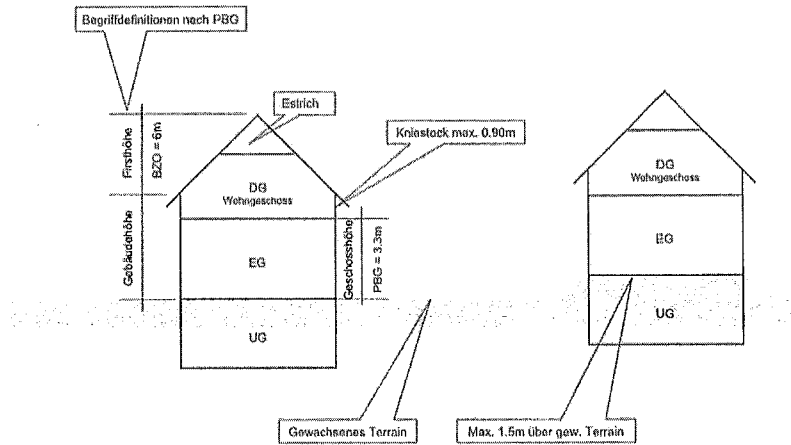 Begriffdefinitionen nach PBG
Estrich
Kniestock max. 0.90m
Firsthöhe
BZO = 6m
DG
Wohngeschoss
Gebäudehöhe
EG
Geschosshöhe
PBG = 3.3m
UG
DG
Wohngeschoss
EG
UG
Gewachsenes Terrain
Max. 1.5m über gew. Terrain